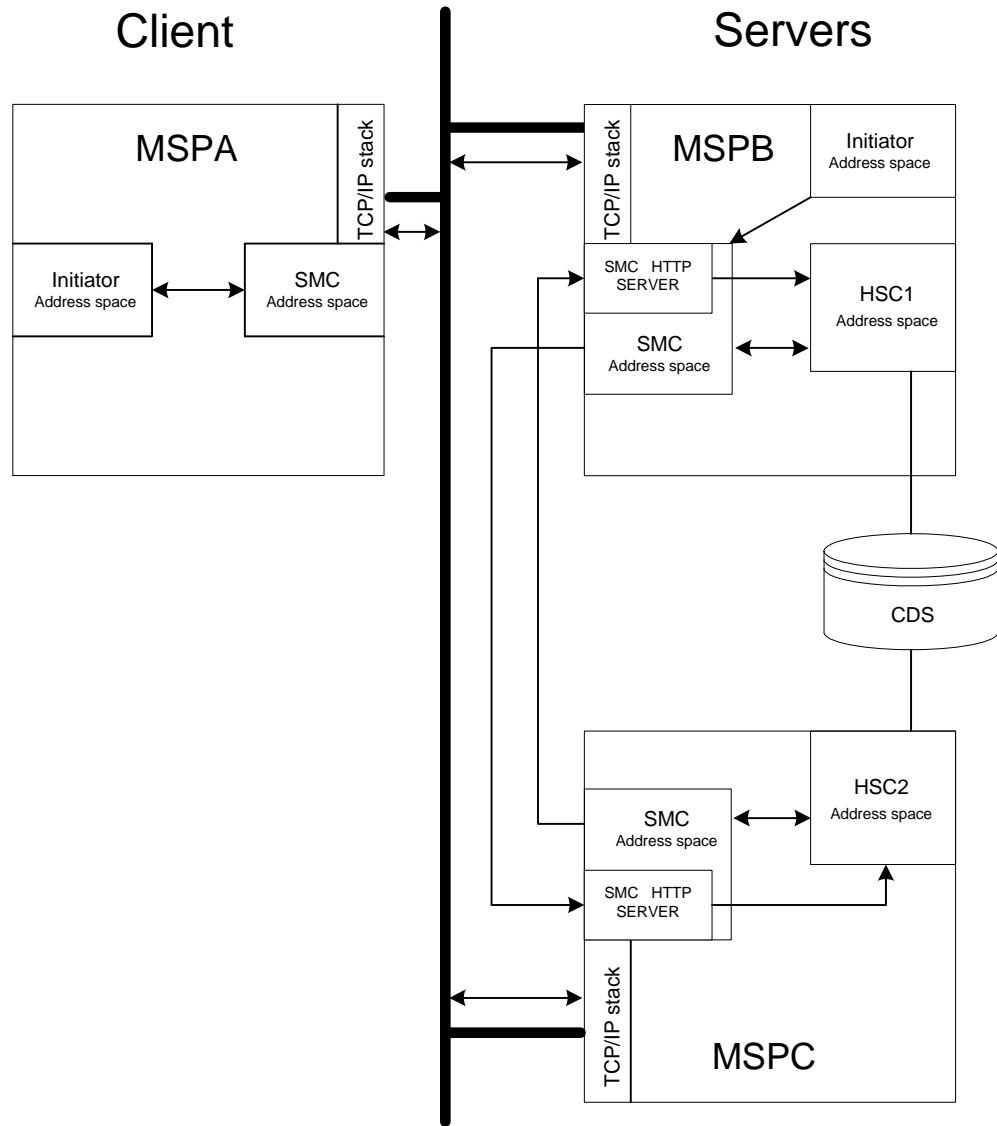 Client
Servers
MSPA
TCP/IP stack
Initiator
Address space
SMC
Address space
TCP/IP stack
MSPB
Initiator
Address space
SMC HTTP
SERVER
SMC
Address space
HSC1
Address space
CDS
HSC2
Address space
SMC
Address space
SMC HTTP
SERVER
TCP/IP stack
MSPC